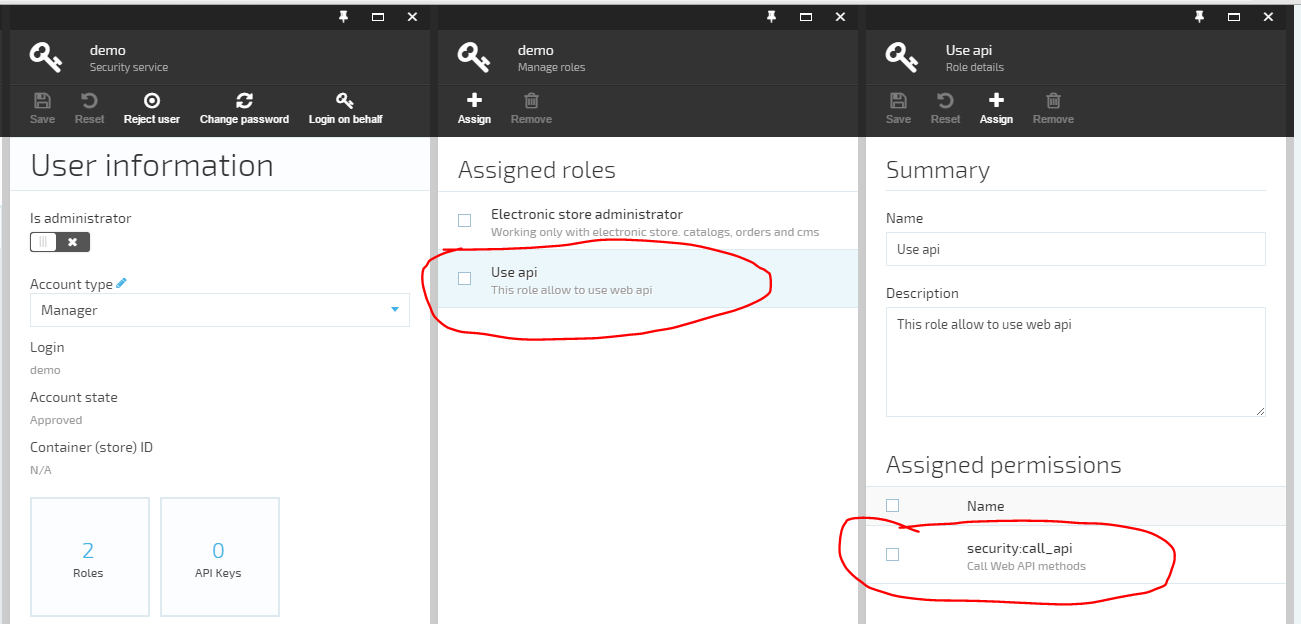 demo
Security service
Save
Reset
Reject user
Change password
Login on behalf
User information
Is administrator
Account type
Manager
Login
demo
Account state
Approved
Container (store) ID
N/A
2
Roles
0
API Keys
demo
Manage roles
Assign
Remove
Assigned roles
Electronic store administrator
Working only with electronic store. catalogs, orders and cms
Use api
This role allow to use web api
Use api
Role details
Save
Reset
Assign
Remove
Summary
Name
Use api
Description
This role allow to use web api
Assigned permissions
Name
security:call_api
Call Web API methods